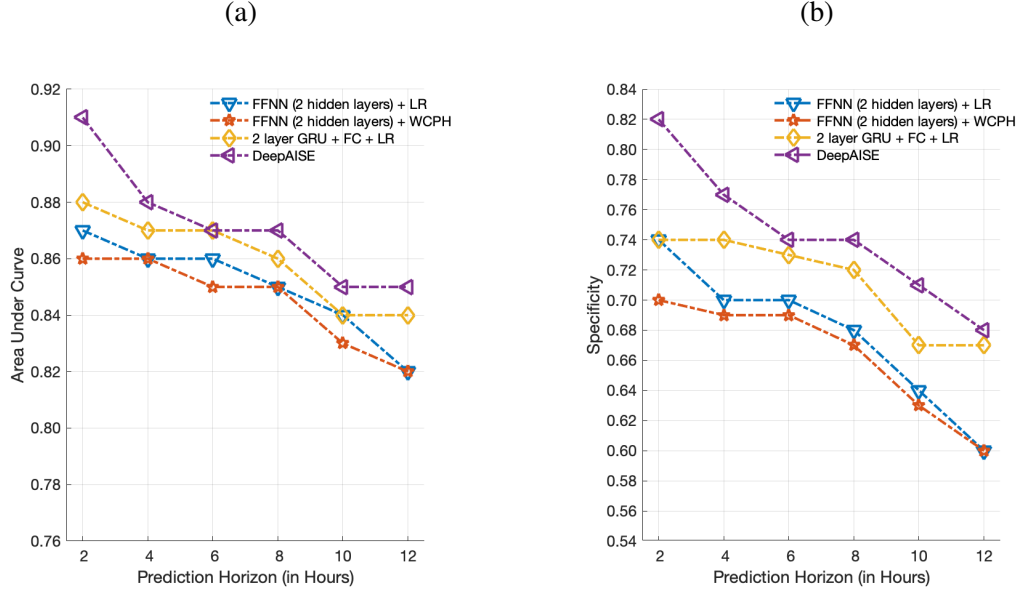 (a)
0.92
0.90
0.88
0.86
0.84
0.82
0.80
0.78
0.76
Area Under Curve
FFNN (2 hidden layers) + LR
FFNN (2 hidden layers) + WCPH
2 layer GRU + FC + LR
DeepAISE
2 4 6 8 10 12
Prediction Horizon (in Hours)
(b)
0.84
0.82
0.80
0.78
0.76
0.74
0.72
0.70
0.68
0.66
0.64
0.62
0.60
0.58
0.56
0.54
Specificity
FFNN (2 hidden layers) + LR
FFNN (2 hidden layers) + WCPH
2 layer GRU + FC + LR
DeepAISE
2 4 6 8 10 12
Prediction Horizon (in Hours)